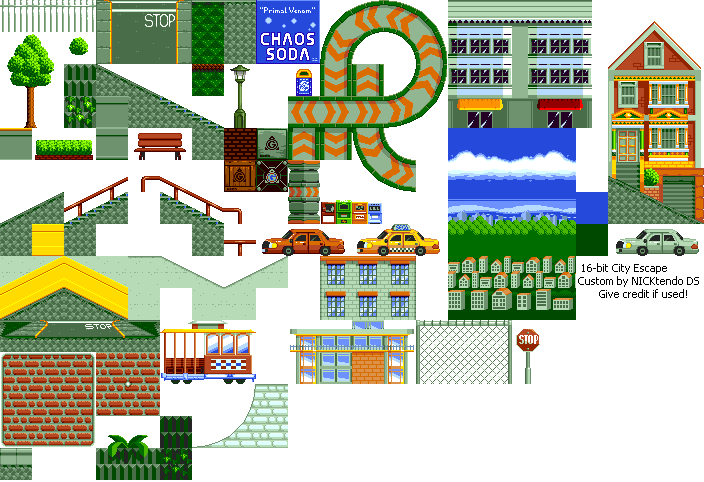 STOP
"Primal Venom"
CHAOS
SODA
16-bit City Escape
Custom by NICKtendo DS
Give credit if used!
STOP
STOP